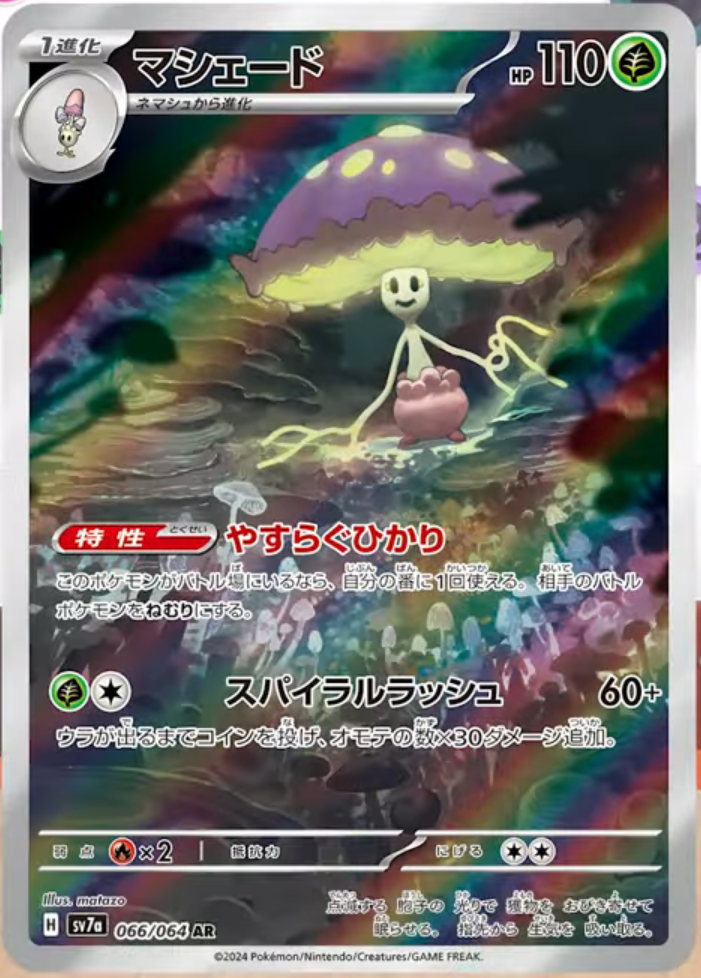 1進化
マシェード
HP 110
ネマシュから進化
特性 とくせい やすらぐひかり
このポケモンがバトル場にいるなら、自分の番に1回使える。相手のバトル
ポケモンをねむりにする。
スパイラルラッシュ 60+
ウラが出るまでコインを投げ、オモテの数×30ダメージ追加。
弱点 ×2 抵抗力 にげる
Illus. matazo
点滅する 胞子の 光りで 獲物を おびき寄せて
眠らせる。指先から 生気を 吸い取る。
H sv7a 066/064 AR
©2024 Pokémon/Nintendo/Creatures/GAME FREAK.